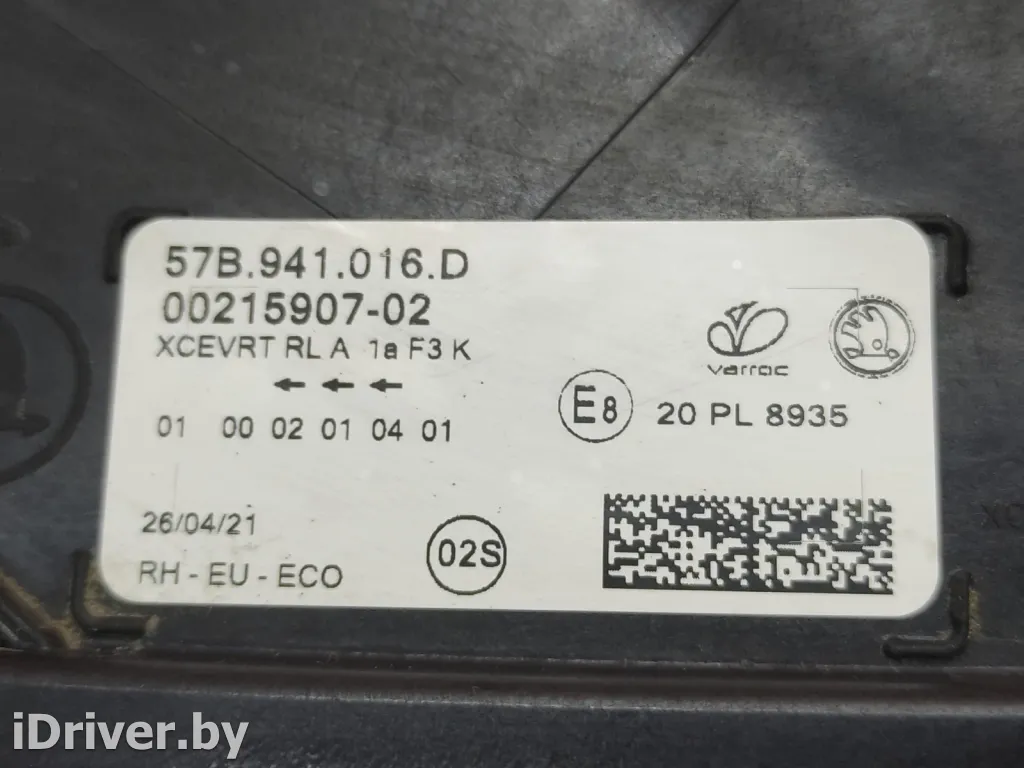 57B.941.016.D
00215907-02
XCEVRT RL A 1a F3 K
varroc
← ← ←
E8 20 PL 8935
01 00 02 01 04 01
26/04/21
RH - EU - ECO
02S
XC
iDriver.by